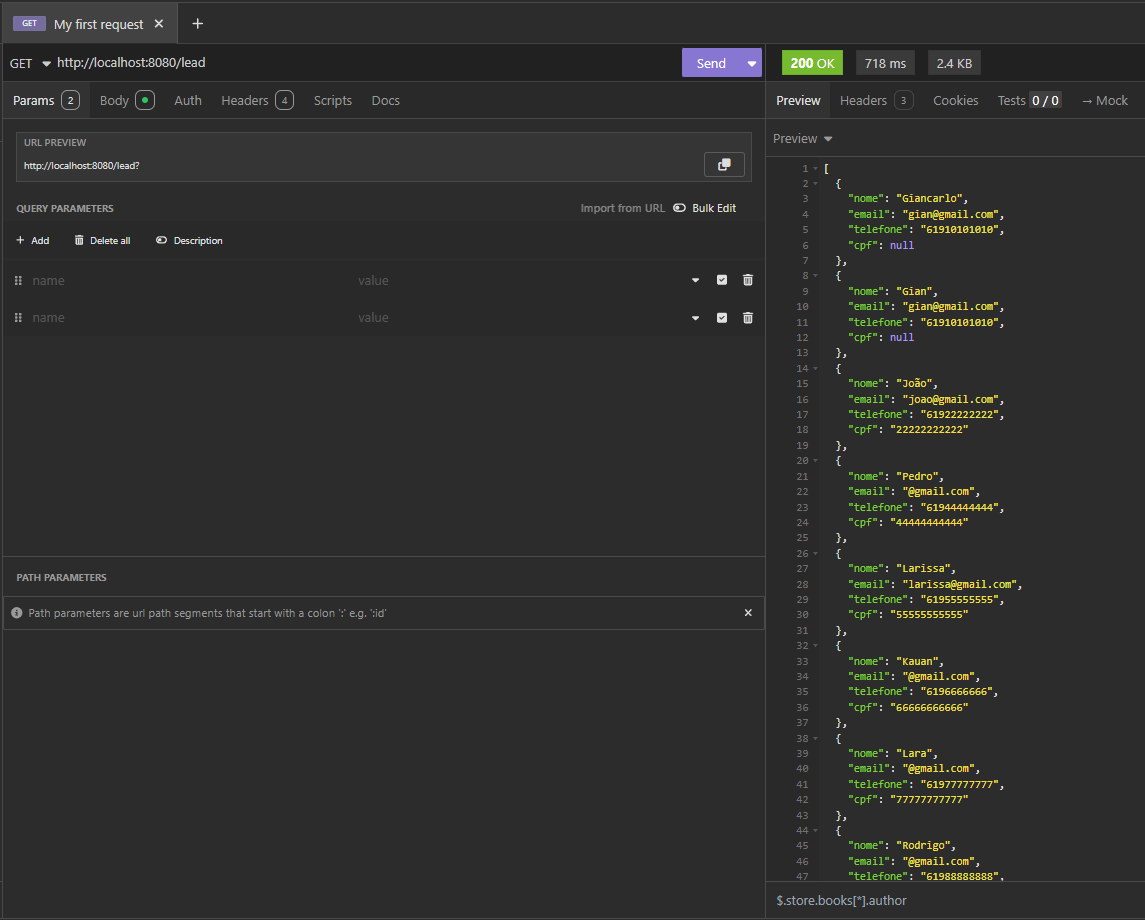 GET My first request
GET http://localhost:8080/lead Send
Params 2 Body Auth Headers 4 Scripts Docs
URL PREVIEW
http://localhost:8080/lead?
QUERY PARAMETERS Import from URL Bulk Edit
Add Delete all Description
name value
name value
PATH PARAMETERS
Path parameters are url path segments that start with a colon ':' e.g. ':id'
200 OK 718 ms 2.4 KB
Preview Headers 3 Cookies Tests 0 / 0 → Mock
Preview
1 [
2 {
3 "nome": "Giancarlo",
4 "email": "gian@gmail.com",
5 "telefone": "61910101010",
6 "cpf": null
7 },
8 {
9 "nome": "Gian",
10 "email": "gian@gmail.com",
11 "telefone": "61910101010",
12 "cpf": null
13 },
14 {
15 "nome": "João",
16 "email": "joao@gmail.com",
17 "telefone": "61922222222",
18 "cpf": "22222222222"
19 },
20 {
21 "nome": "Pedro",
22 "email": "@gmail.com",
23 "telefone": "61944444444",
24 "cpf": "44444444444"
25 },
26 {
27 "nome": "Larissa",
28 "email": "larissa@gmail.com",
29 "telefone": "61955555555",
30 "cpf": "55555555555"
31 },
32 {
33 "nome": "Kauan",
34 "email": "@gmail.com",
35 "telefone": "6196666666",
36 "cpf": "66666666666"
37 },
38 {
39 "nome": "Lara",
40 "email": "@gmail.com",
41 "telefone": "61977777777",
42 "cpf": "77777777777"
43 },
44 {
45 "nome": "Rodrigo",
46 "email": "@gmail.com",
47 "telefone": "61988888888",
$.store.books[*].author